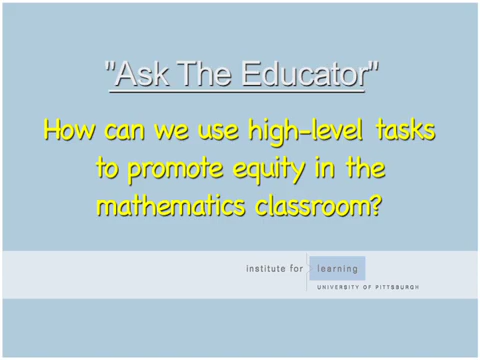 "Ask The Educator"
How can we use high-level tasks
to promote equity in the
mathematics classroom?
institute for learning
UNIVERSITY OF PITTSBURGH